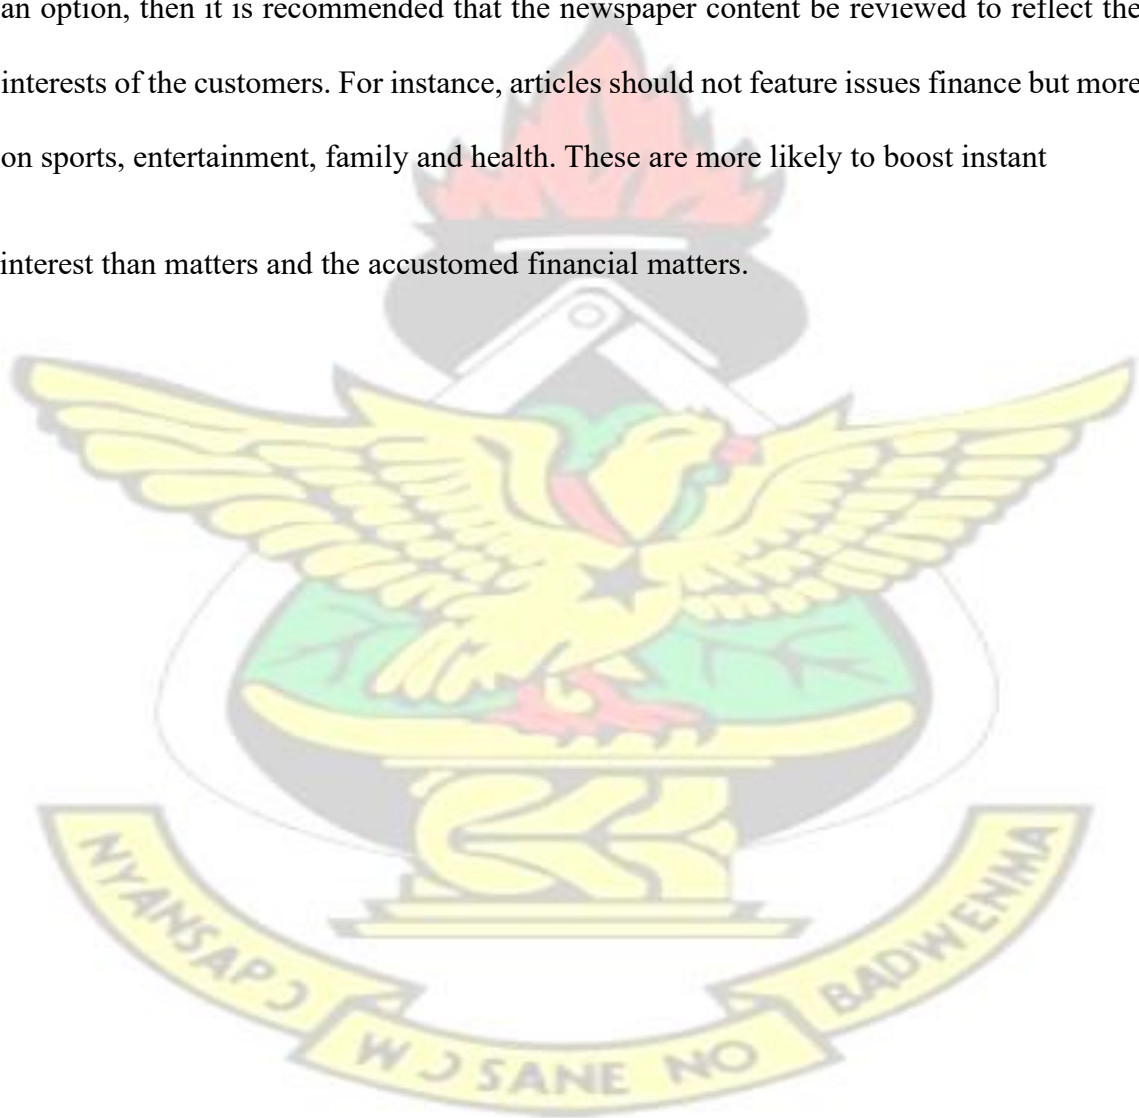 an option, then it is recommended that the newspaper content be reviewed to reflect the
interests of the customers. For instance, articles should not feature issues finance but more
on sports, entertainment, family and health. These are more likely to boost instant
interest than matters and the accustomed financial matters.
NYANSAPƆ
WƆSANE NO
BADWENMA